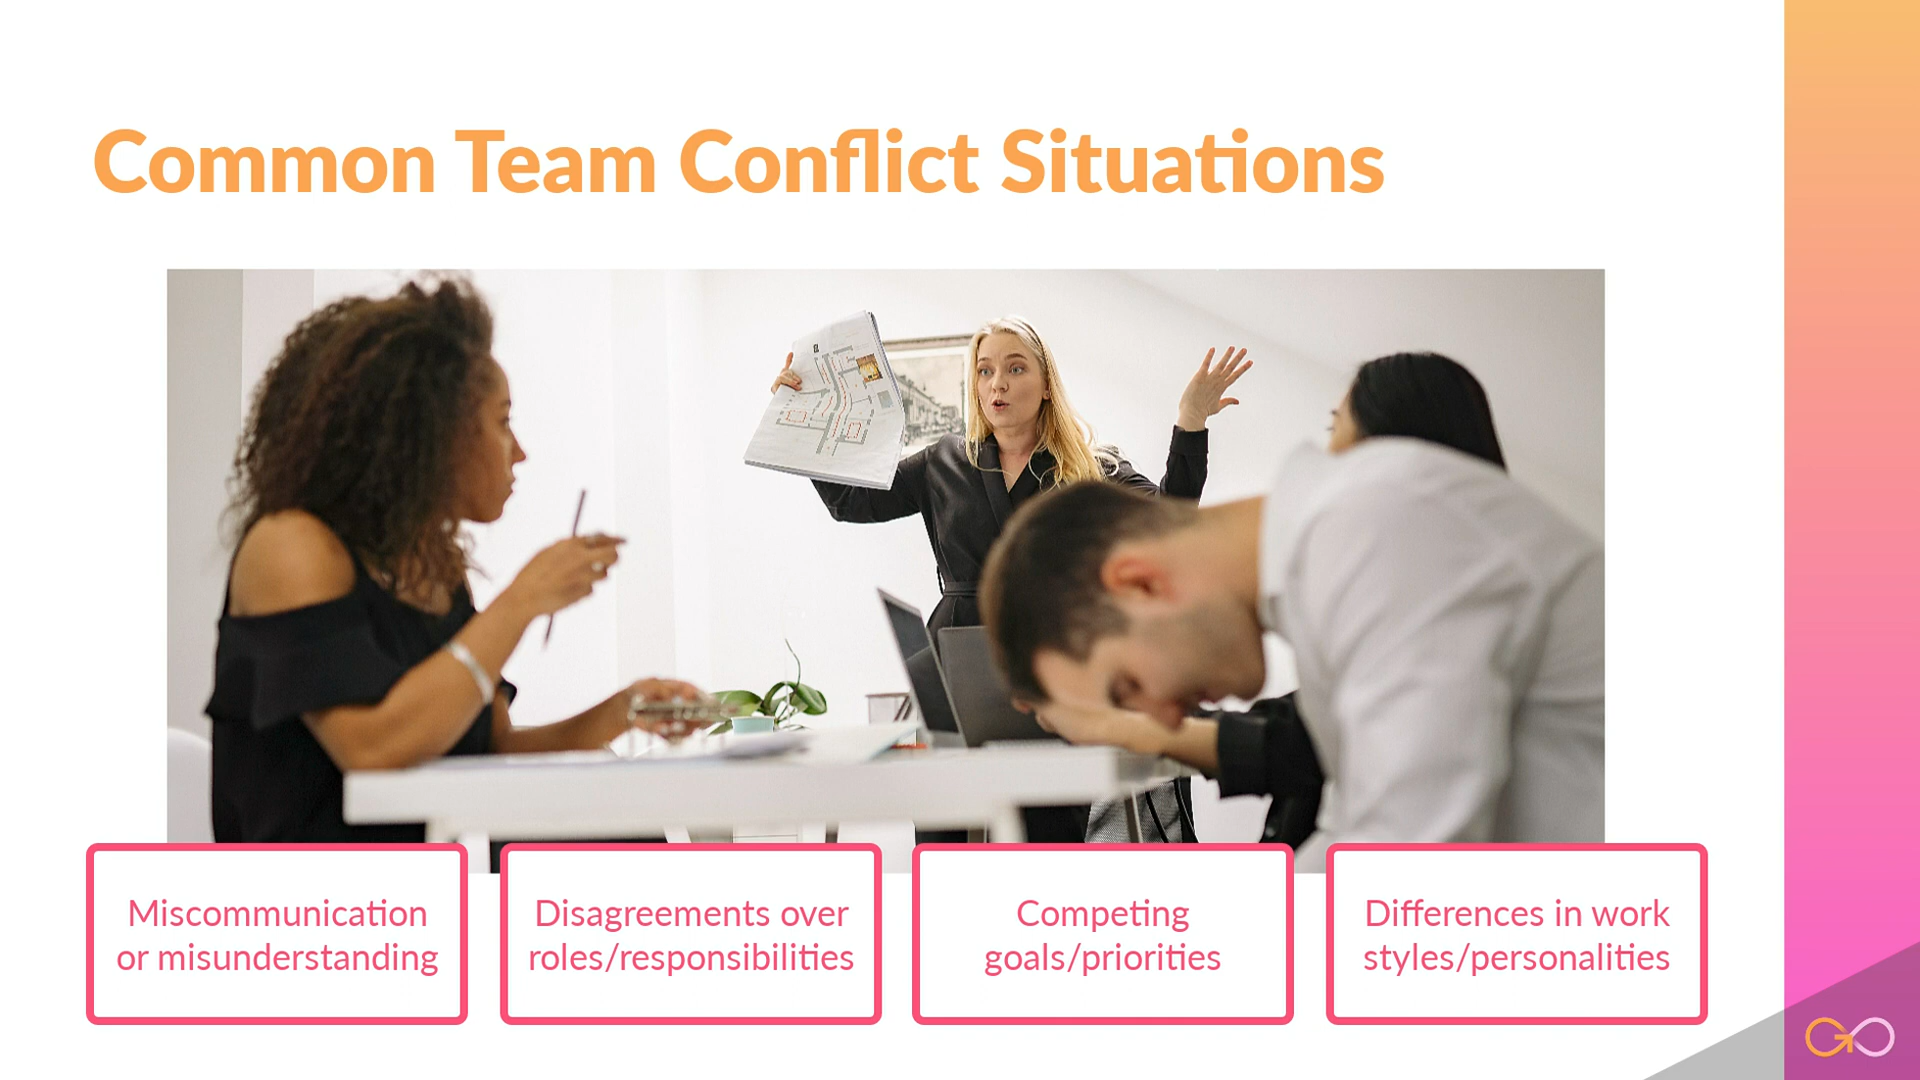 Common Team Conflict Situations
Miscommunication
or misunderstanding
Disagreements over
roles/responsibilities
Competing
goals/priorities
Differences in work
styles/personalities